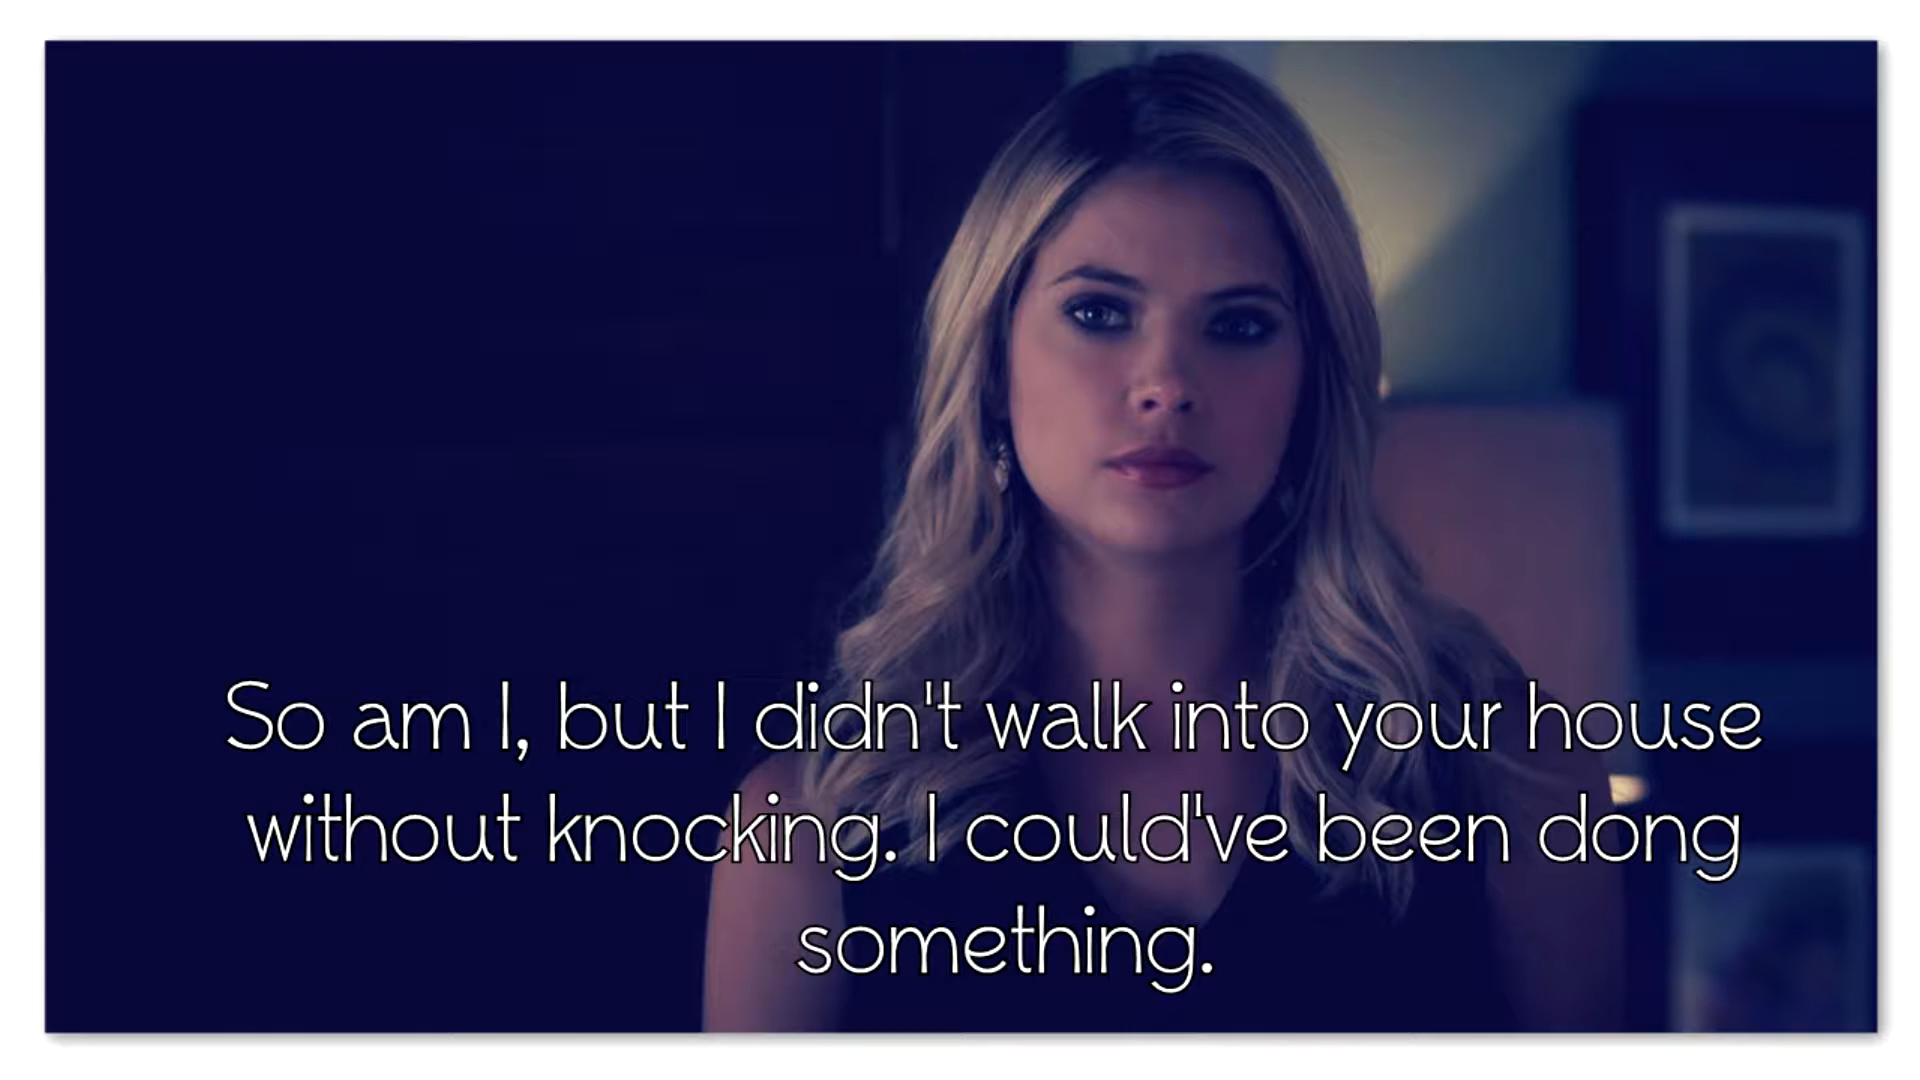 So am I, but I didn't walk into your house
without knocking. I could've been dong
something.